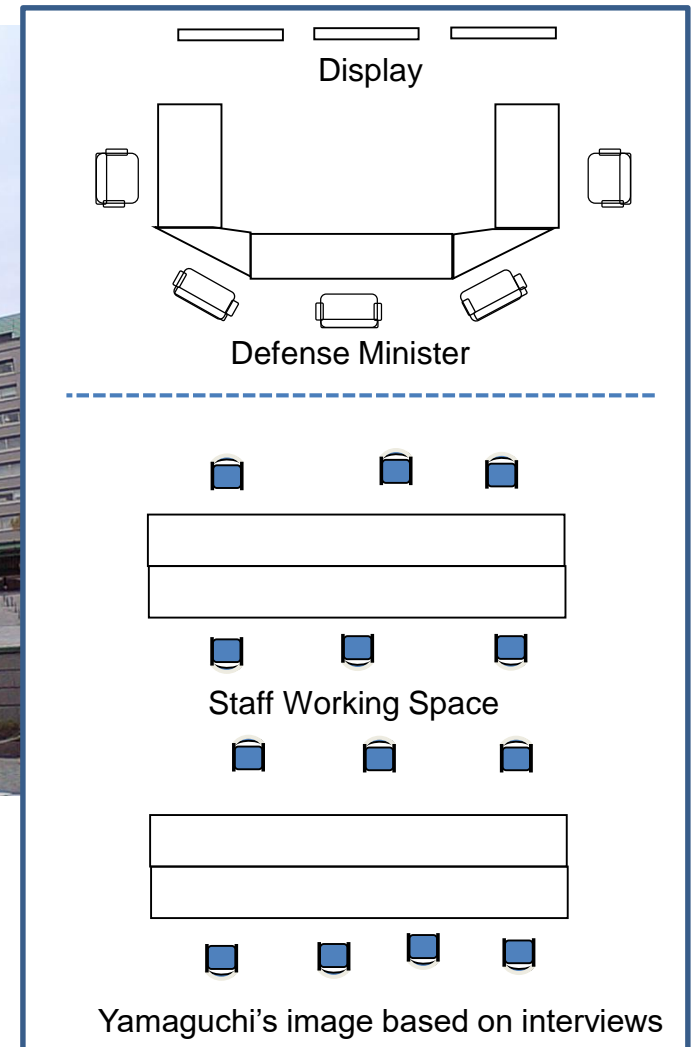 Display
Defense Minister
Staff Working Space
Yamaguchi's image based on interviews